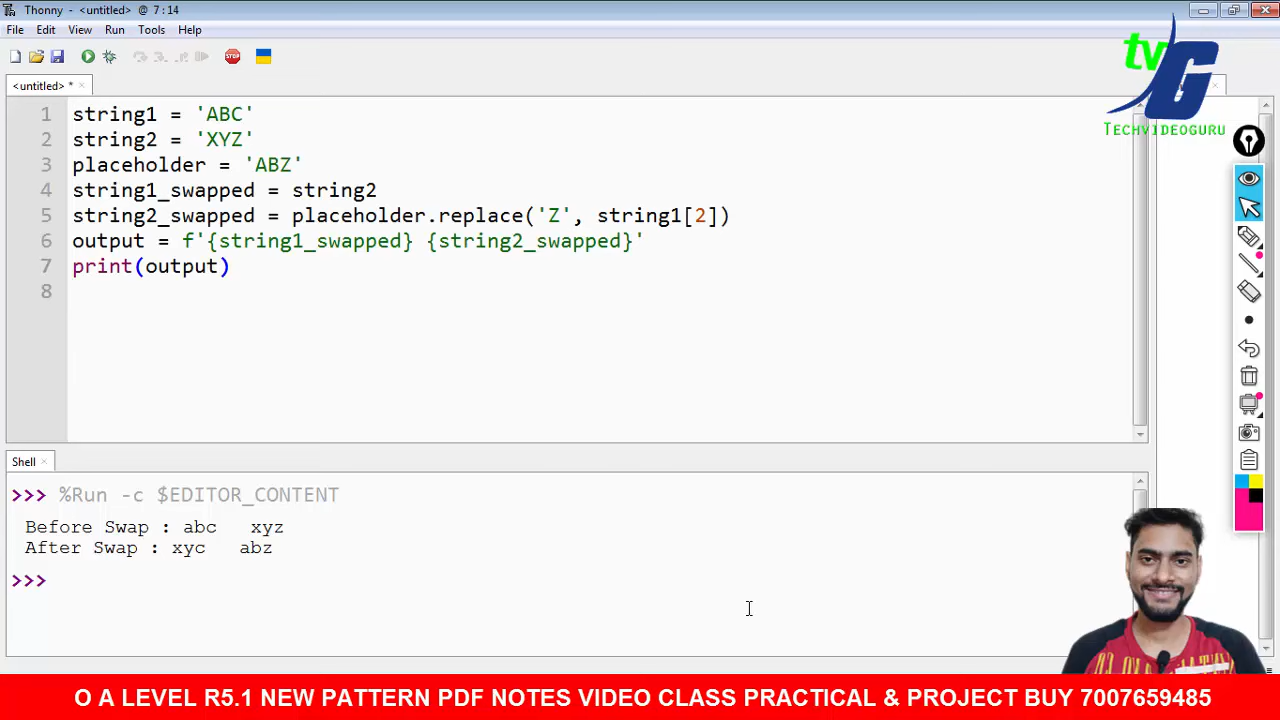 Thonny - <untitled> @ 7:14
File Edit View Run Tools Help
STOP
<untitled> *
tv G
TECHVIDEOGURU
1 string1 = 'ABC'
2 string2 = 'XYZ'
3 placeholder = 'ABZ'
4 string1_swapped = string2
5 string2_swapped = placeholder.replace('Z', string1[2])
6 output = f'{string1_swapped} {string2_swapped}'
7 print(output)
8
Shell
>>> %Run -c $EDITOR_CONTENT
Before Swap : abc xyz
After Swap : xyc abz
>>>
O A LEVEL R5.1 NEW PATTERN PDF NOTES VIDEO CLASS PRACTICAL & PROJECT BUY 7007659485